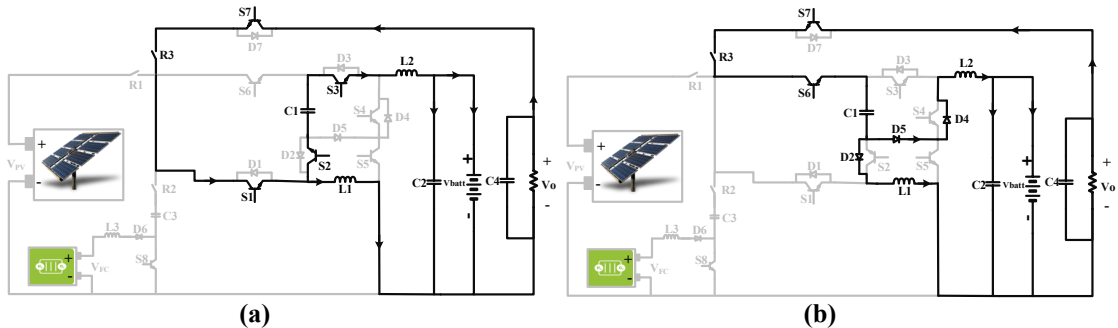 S7
D7
R3
D3
L2
R1
S6
S3
C1
S4
D4
D5
+
VPV
-
D2
S2
S5
+
Vbatt
-
+
Vo
-
D1
L1
C2
C4
S1
R2
C3
L3
D6
+
-
VFC
S8
(a)
S7
D7
R3
D3
L2
R1
S6
S3
C1
S4
D4
D5
+
VPV
-
D2
S2
S5
+
Vbatt
-
+
Vo
-
D1
L1
C2
C4
S1
R2
C3
L3
D6
+
-
VFC
S8
(b)